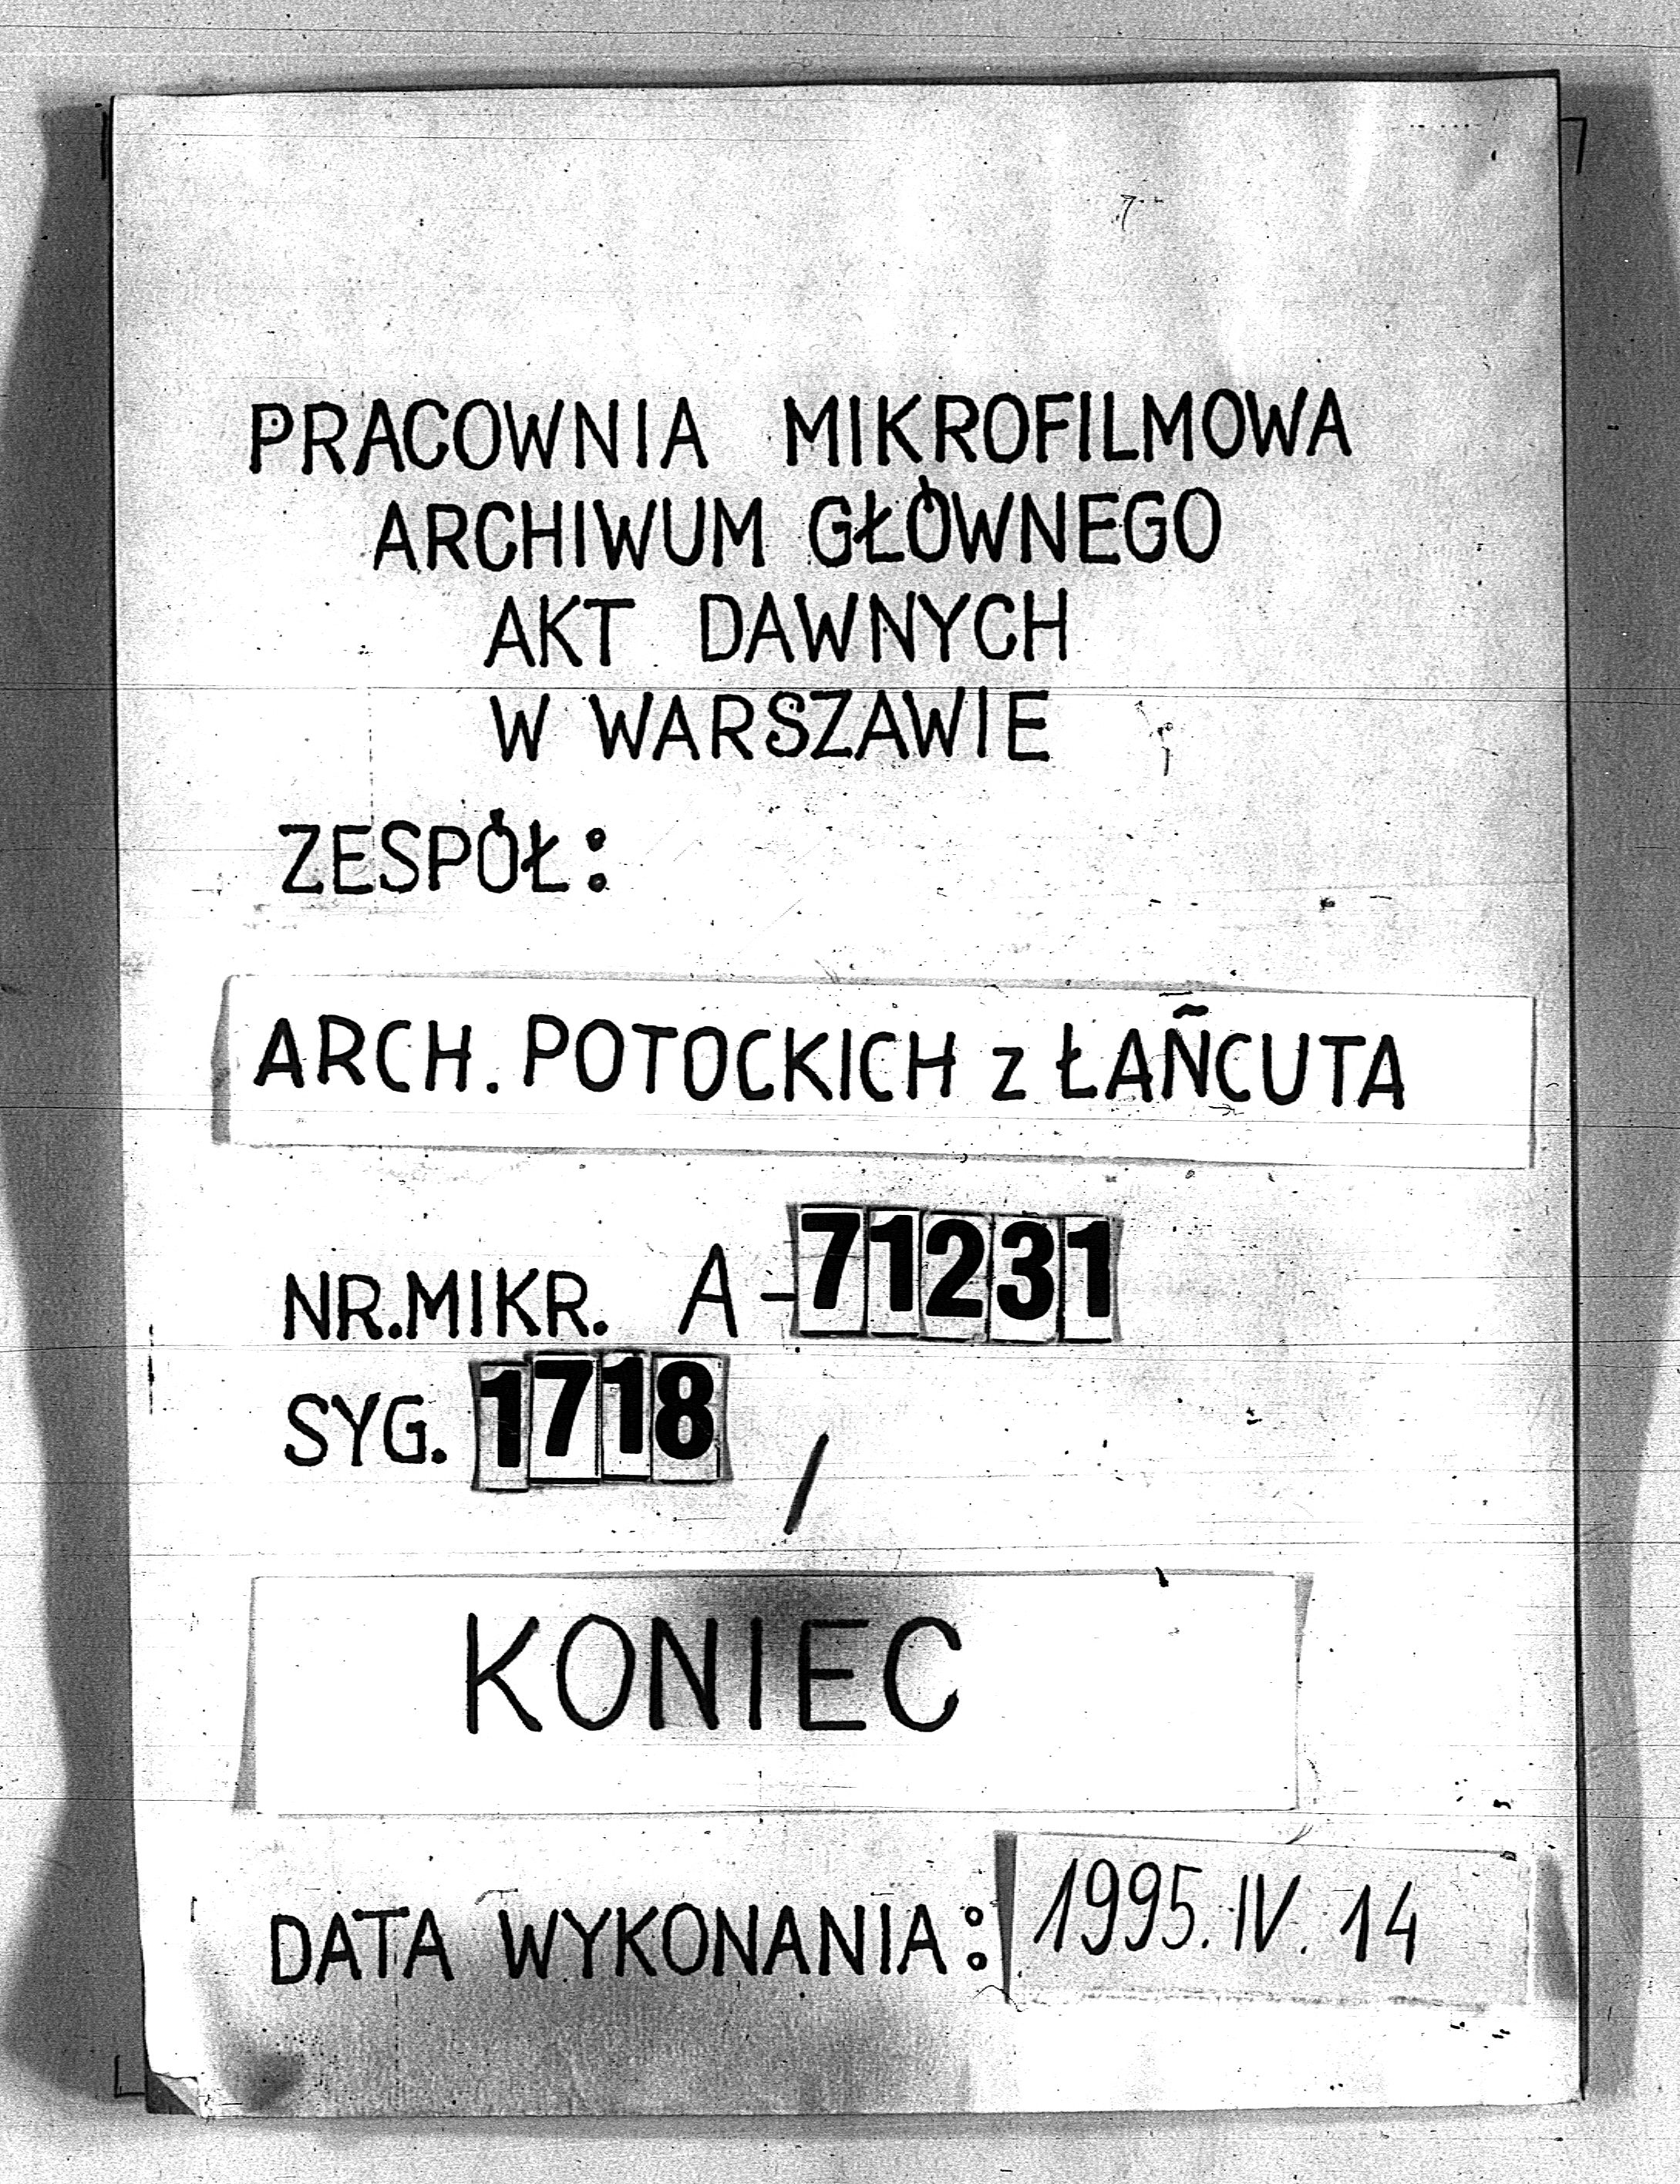 PRACOWNIA MIKROFILMOWA
ARCHIWUM GŁÓWNEGO
AKT DAWNYCH
W WARSZAWIE
ZESPÓŁ:
ARCH. POTOCKICH z ŁAÑCUTA
NR.MIKR. A-71231
SYG. 1718 /
KONIEC
DATA WYKONANIA: 1995.IV.14